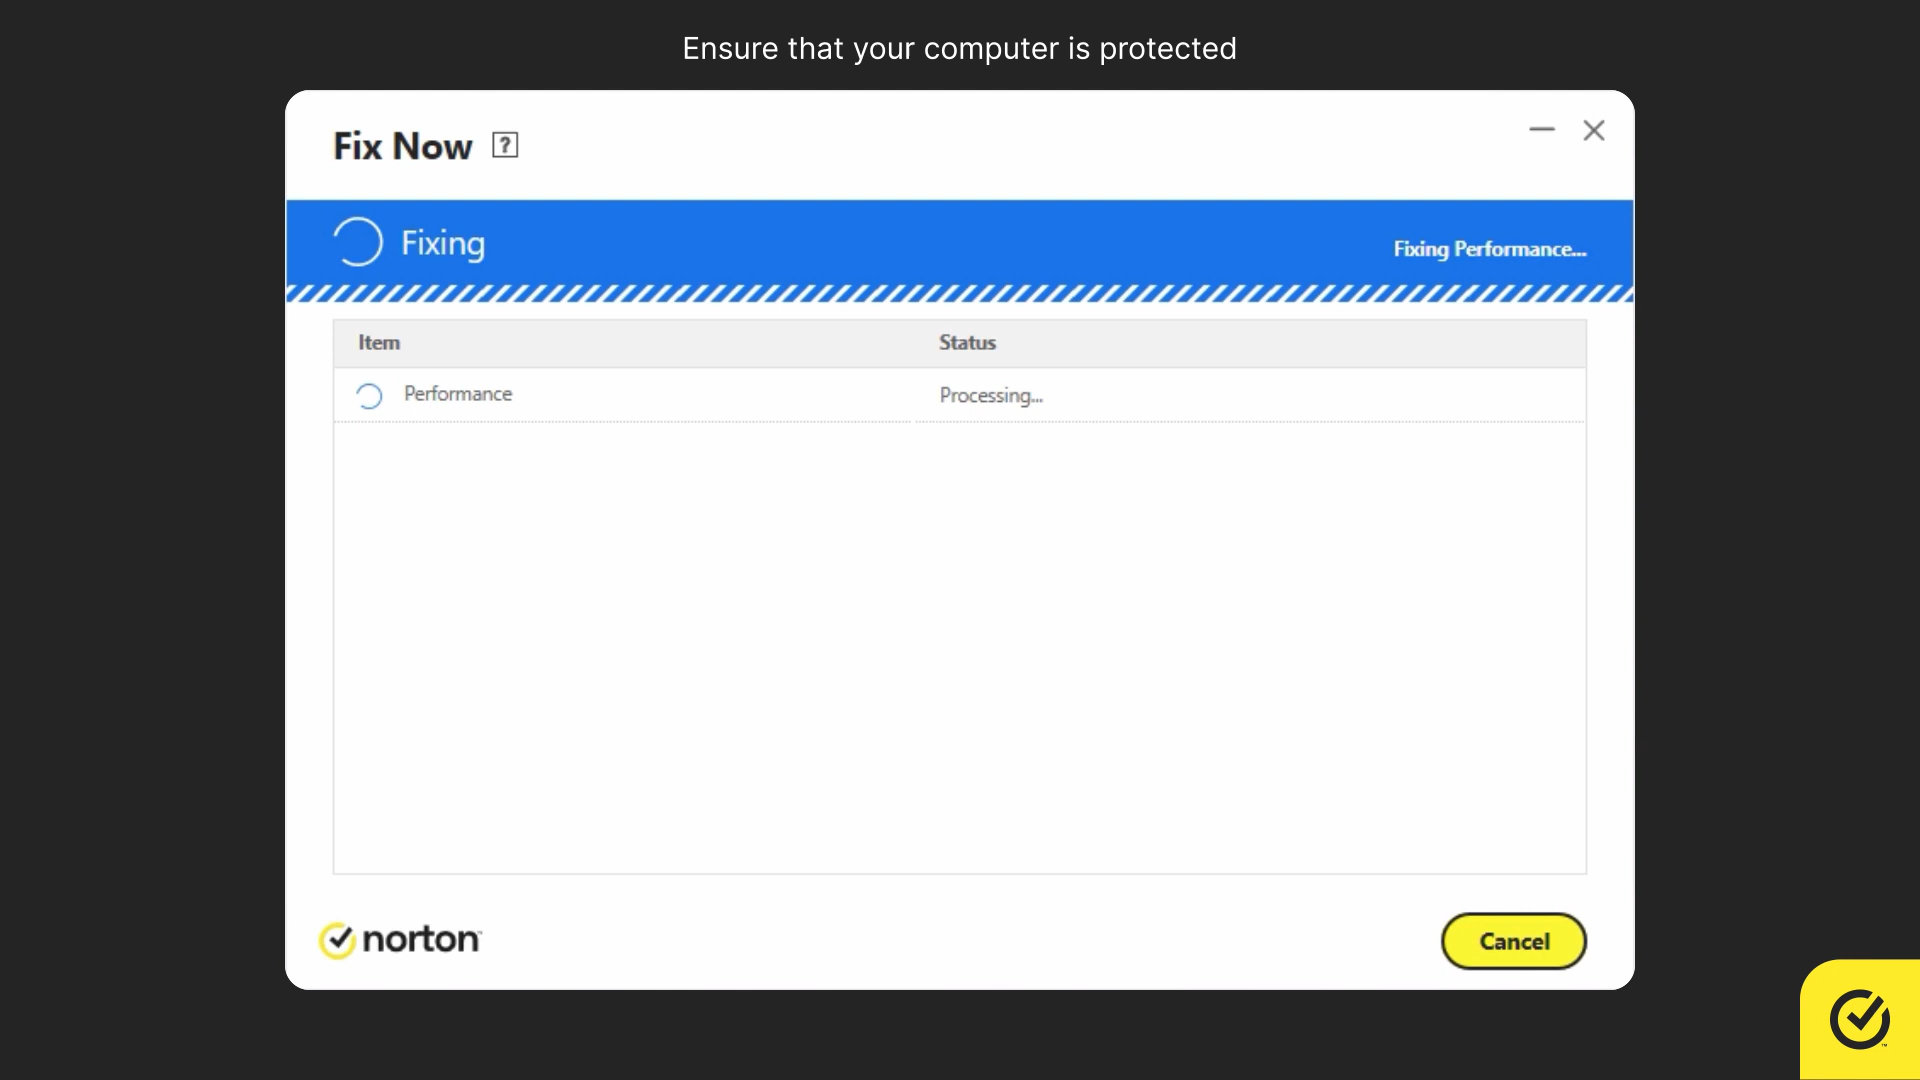 Ensure that your computer is protected
Fix Now ?
Fixing
Fixing Performance...
Item Status
Performance Processing...
norton
Cancel